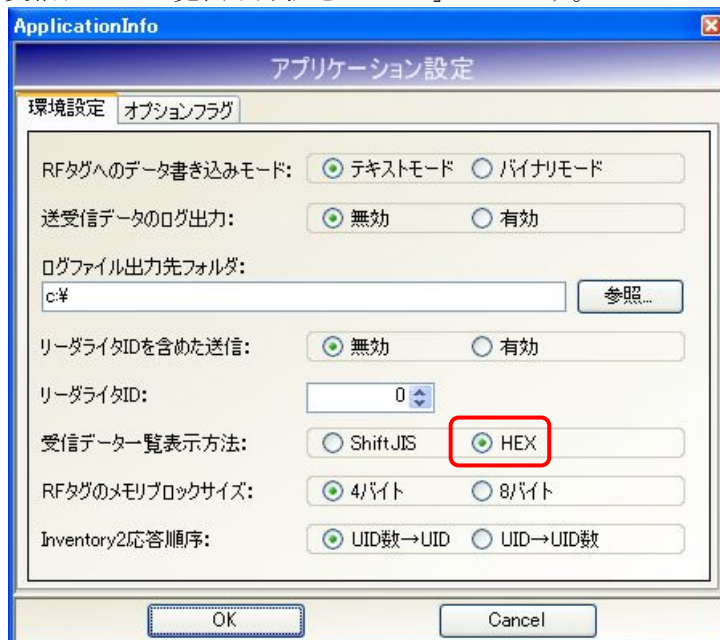 ApplicationInfo
アプリケーション設定
環境設定 オプションフラグ
RFタグへのデータ書き込みモード: テキストモード バイナリモード
送受信データのログ出力: 無効 有効
ログファイル出力先フォルダ:
c:¥ 参照...
リーダライタIDを含めた送信: 無効 有効
リーダライタID: 0
受信データ一覧表示方法: ShiftJIS HEX
RFタグのメモリブロックサイズ: 4バイト 8バイト
Inventory2応答順序: UID数→UID UID→UID数
OK Cancel